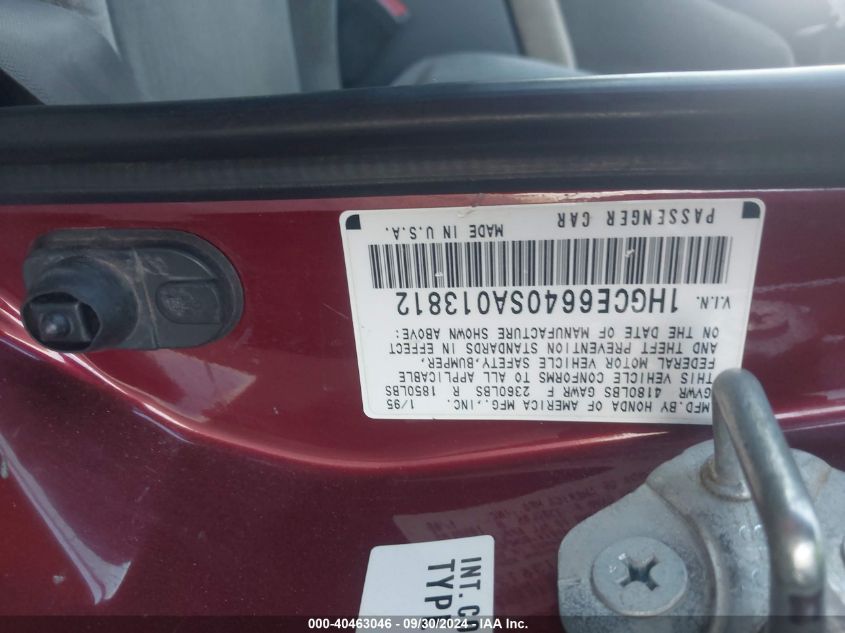 MFD.BY HONDA OF AMERICA MFG.,INC. 1/95
GVWR 4180LBS GAWR F 2360LBS R 1850LBS
THIS VEHICLE CONFORMS TO ALL APPLICABLE
FEDERAL MOTOR VEHICLE SAFETY,BUMPER,
AND THEFT PREVENTION STANDARDS IN EFFECT
ON THE DATE OF MANUFACTURE SHOWN ABOVE:
V.I.N. 1HGCE6640SA013812
PASSENGER CAR MADE IN U.S.A.
INT. CO
TYP
000-40463046 - 09/30/2024 - IAA Inc.